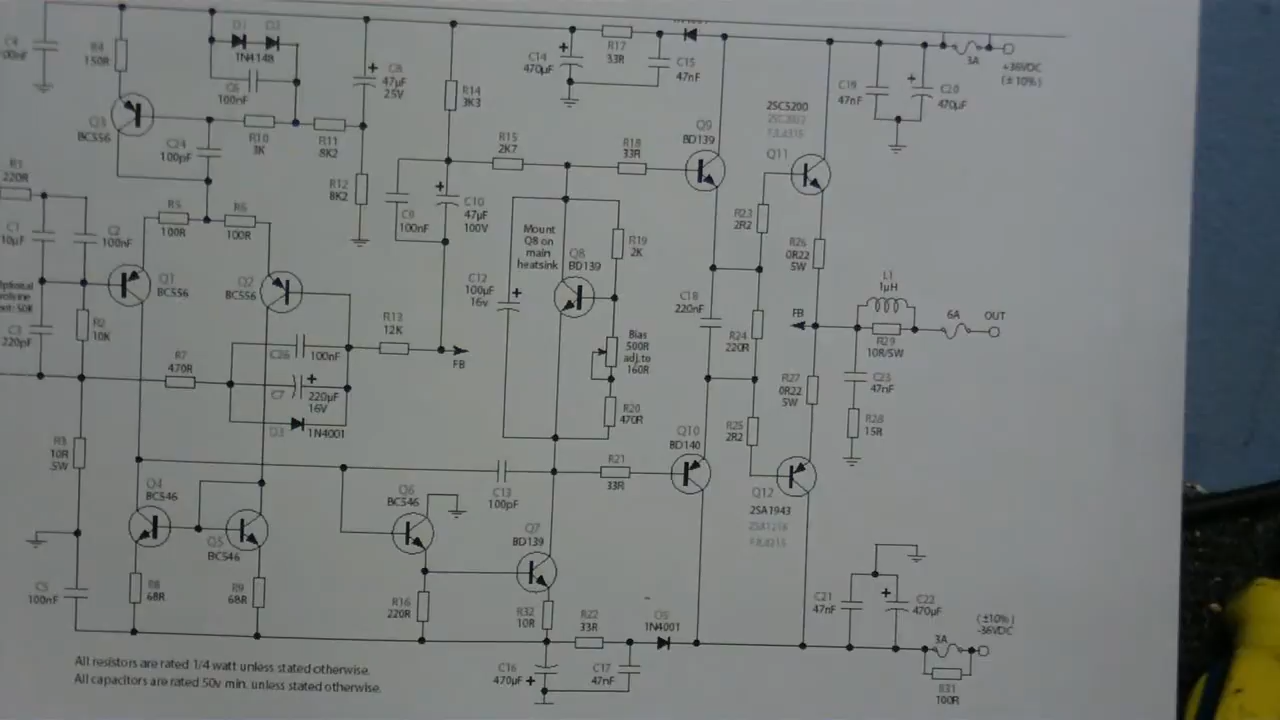 R4
150R
D1
1N4148
C6
100nF
C8
47µF
25V
Q3
BC556
C24
100pF
R10
3K
R11
8K2
R12
8K2
R1
220R
R5
100R
R6
100R
C1
10µF
C2
100nF
Q1
BC556
Q2
BC556
C3
220pF
R2
10K
R7
470R
C26
100nF
C7
220µF
16V
D3
1N4001
R13
12K
FB
R3
10R
5W
Q4
BC546
Q5
BC546
R8
68R
R9
68R
C5
100nF
R14
3K3
R15
2K7
C9
100nF
C10
47µF
100V
C14
470µF
R17
33R
C15
47nF
R18
33R
Q9
BD139
Mount
Q8 on
main
heatsink
Q8
BD139
R19
2K
C12
100µF
16v
Bias
500R
adj.to
160R
R20
470R
C13
100pF
R21
33R
Q6
BC546
Q7
BD139
R16
220R
R32
10R
R22
33R
1N4001
C16
470µF
C17
47nF
2SC5200
Q11
R23
2R2
R26
0R22
5W
C18
220nF
R24
220R
FB
R27
0R22
5W
R25
2R2
Q10
BD140
Q12
2SA1943
L1
1µH
R29
10R/5W
6A
OUT
C23
47nF
R28
15R
C19
47nF
C20
470µF
3A
+36VDC
(±10%)
C21
47nF
C22
470µF
(±10%)
-36VDC
3A
R31
100R
All resistors are rated 1/4 watt unless stated otherwise.
All capacitors are rated 50v min. unless stated otherwise.